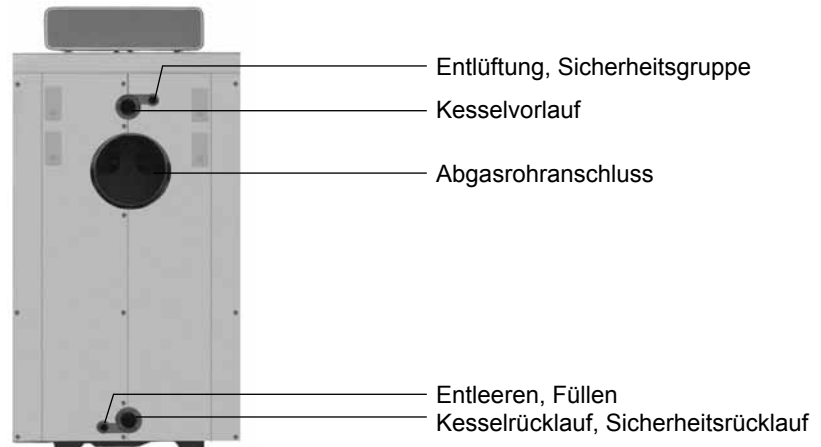 Entlüftung, Sicherheitsgruppe
Kesselvorlauf
Abgasrohranschluss
Entleeren, Füllen
Kesselrücklauf, Sicherheitsrücklauf